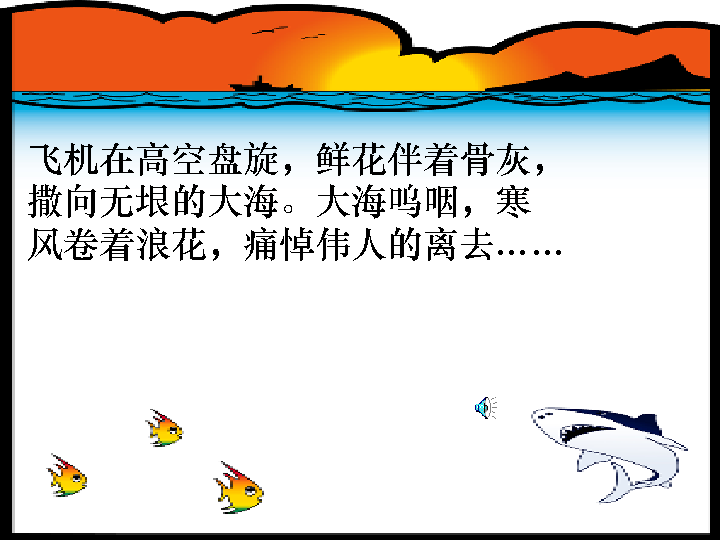 飞机在高空盘旋，鲜花伴着骨灰，
撒向无垠的大海。大海呜咽，寒
风卷着浪花，痛悼伟人的离去……